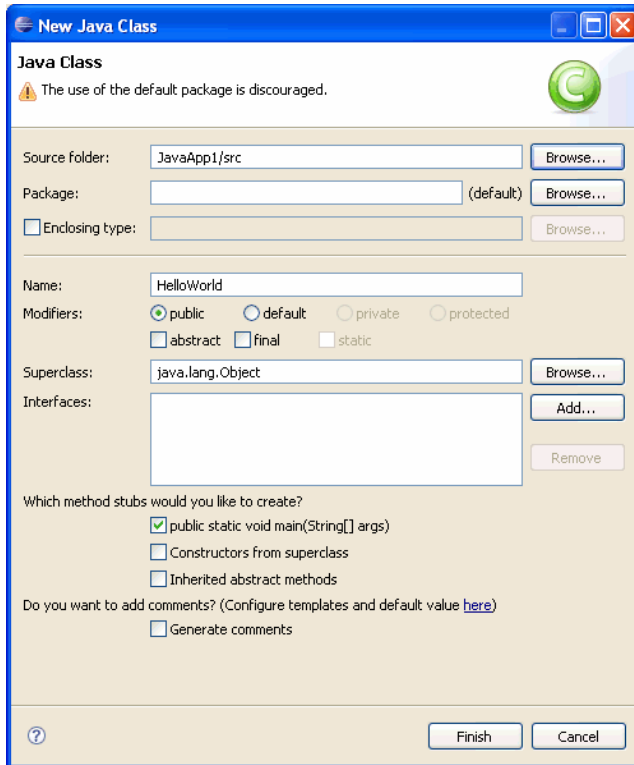 New Java Class
Java Class
The use of the default package is discouraged.
Source folder: JavaApp1/src Browse...
Package: (default) Browse...
Enclosing type: Browse...
Name: HelloWorld
Modifiers: public default private protected
abstract final static
Superclass: java.lang.Object Browse...
Interfaces: Add...
Remove
Which method stubs would you like to create?
public static void main(String[] args)
Constructors from superclass
Inherited abstract methods
Do you want to add comments? (Configure templates and default value here)
Generate comments
? Finish Cancel